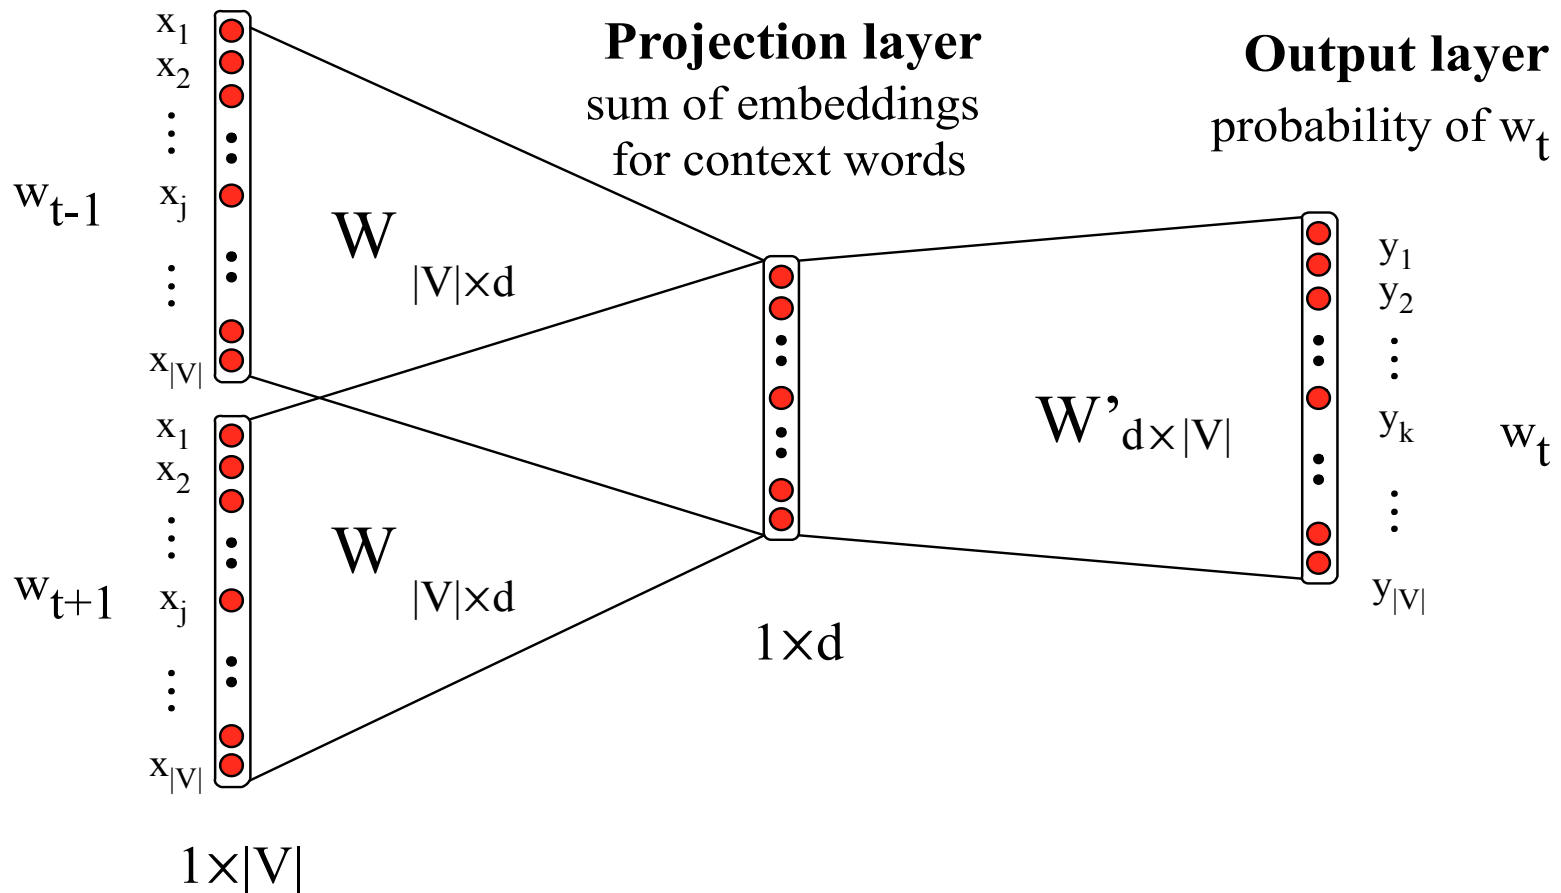 x1
x2
⋮
wt-1
xj
⋮
x|V|
W|V|×d
x1
x2
⋮
wt+1
xj
⋮
x|V|
W|V|×d
1×|V|
Projection layer
sum of embeddings
for context words
1×d
W’d×|V|
Output layer
probability of wt
y1
y2
⋮
yk
⋮
y|V|
wt